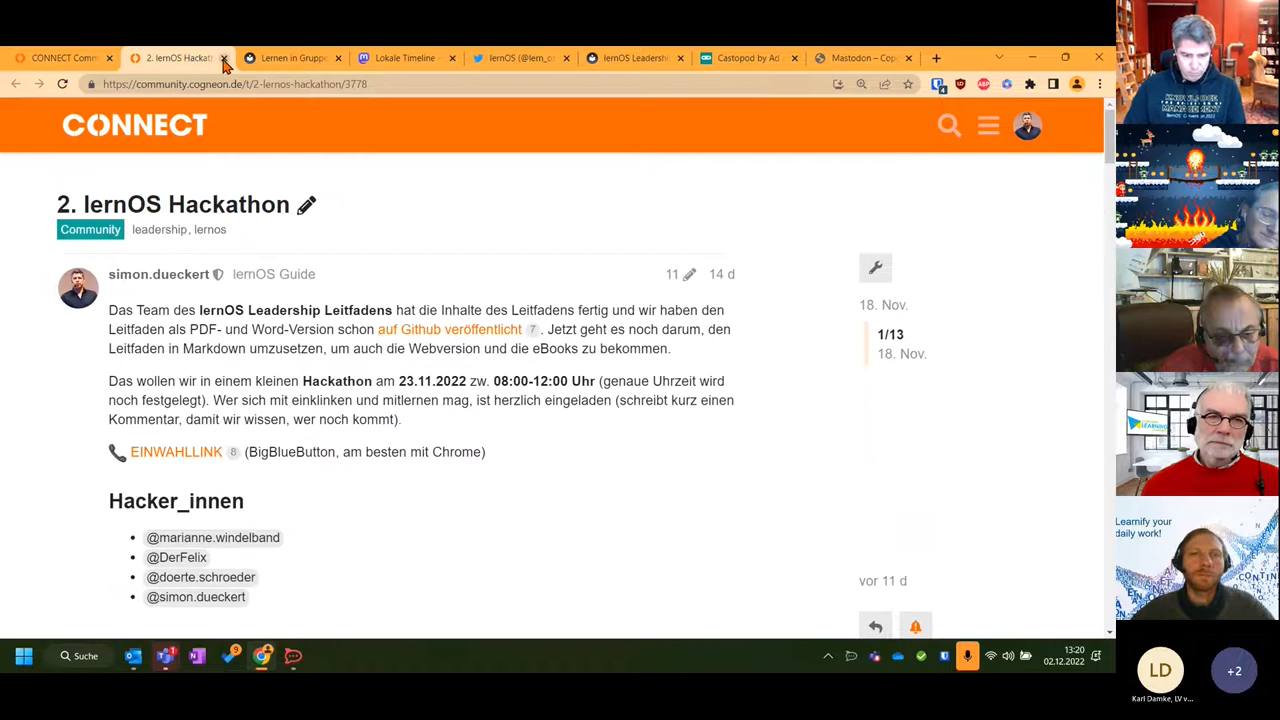 CONNECT Comm
2. lernOS Hackath
Lernen in Gruppe
Lokale Timeline -
lernOS (@lern_os
lernOS Leadership
Castopod by Ad A
Mastodon – Cope
https://community.cogneon.de/t/2-lernos-hackathon/3778
CONNECT
2. lernOS Hackathon
Community leadership, lernos
simon.dueckert lernOS Guide 11 14 d
Das Team des lernOS Leadership Leitfadens hat die Inhalte des Leitfadens fertig und wir haben den
Leitfaden als PDF- und Word-Version schon auf Github veröffentlicht 7 . Jetzt geht es noch darum, den
Leitfaden in Markdown umzusetzen, um auch die Webversion und die eBooks zu bekommen.
Das wollen wir in einem kleinen Hackathon am 23.11.2022 zw. 08:00-12:00 Uhr (genaue Uhrzeit wird
noch festgelegt). Wer sich mit einklinken und mitlernen mag, ist herzlich eingeladen (schreibt kurz einen
Kommentar, damit wir wissen, wer noch kommt).
EINWAHLLINK 8 (BigBlueButton, am besten mit Chrome)
Hacker_innen
@marianne.windelband
@DerFelix
@doerte.schroeder
@simon.dueckert
18. Nov.
1/13
18. Nov.
vor 11 d
Suche
13:20
02.12.2022
LEARNING
Learnify your
daily work!
LD
+2
Karl Damke, LV v...